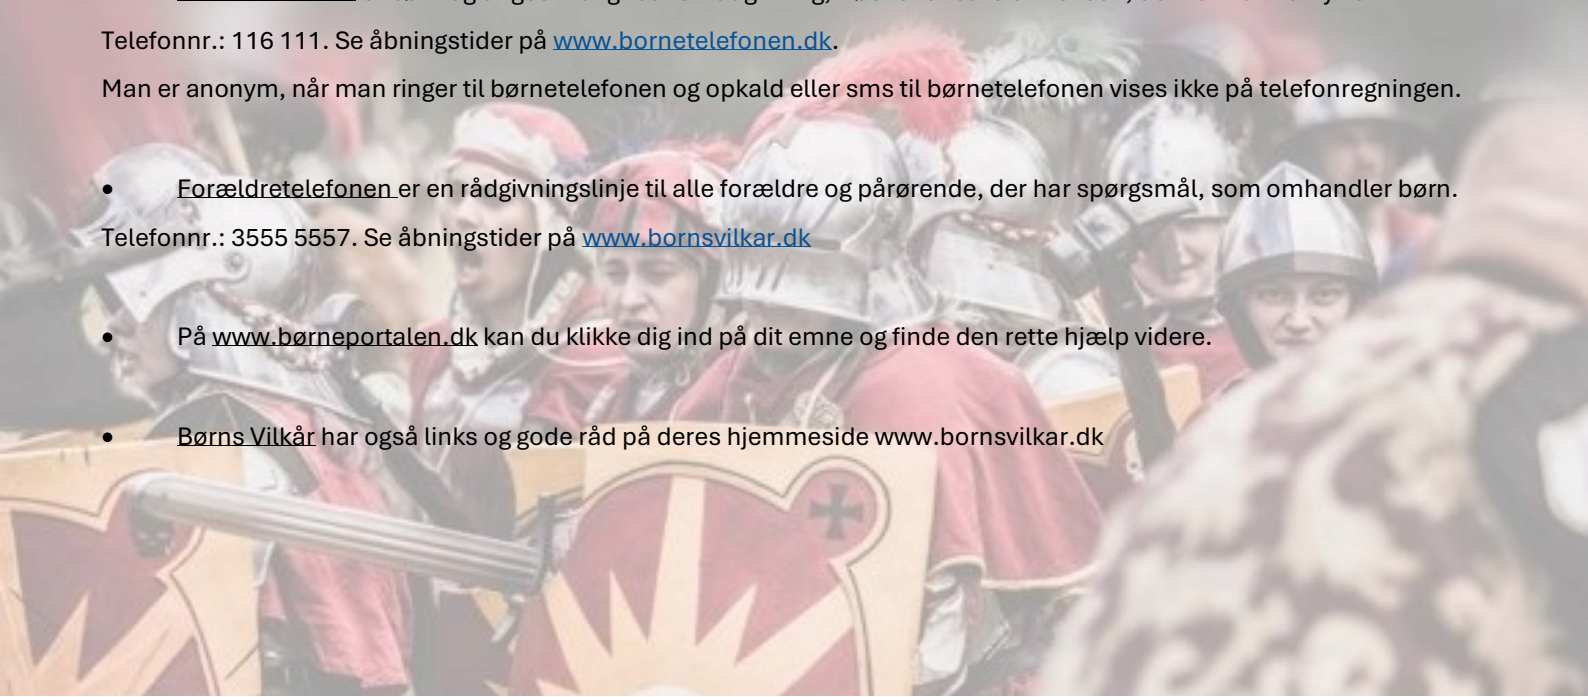 Telefonnr.: 116 111. Se åbningstider på www.bornetelefonen.dk.
Man er anonym, når man ringer til børnetelefonen og opkald eller sms til børnetelefonen vises ikke på telefonregningen.
• Forældretelefonen er en rådgivningslinje til alle forældre og pårørende, der har spørgsmål, som omhandler børn.
Telefonnr.: 3555 5557. Se åbningstider på www.bornsvilkar.dk
• På www.børneportalen.dk kan du klikke dig ind på dit emne og finde den rette hjælp videre.
• Børns Vilkår har også links og gode råd på deres hjemmeside www.bornsvilkar.dk